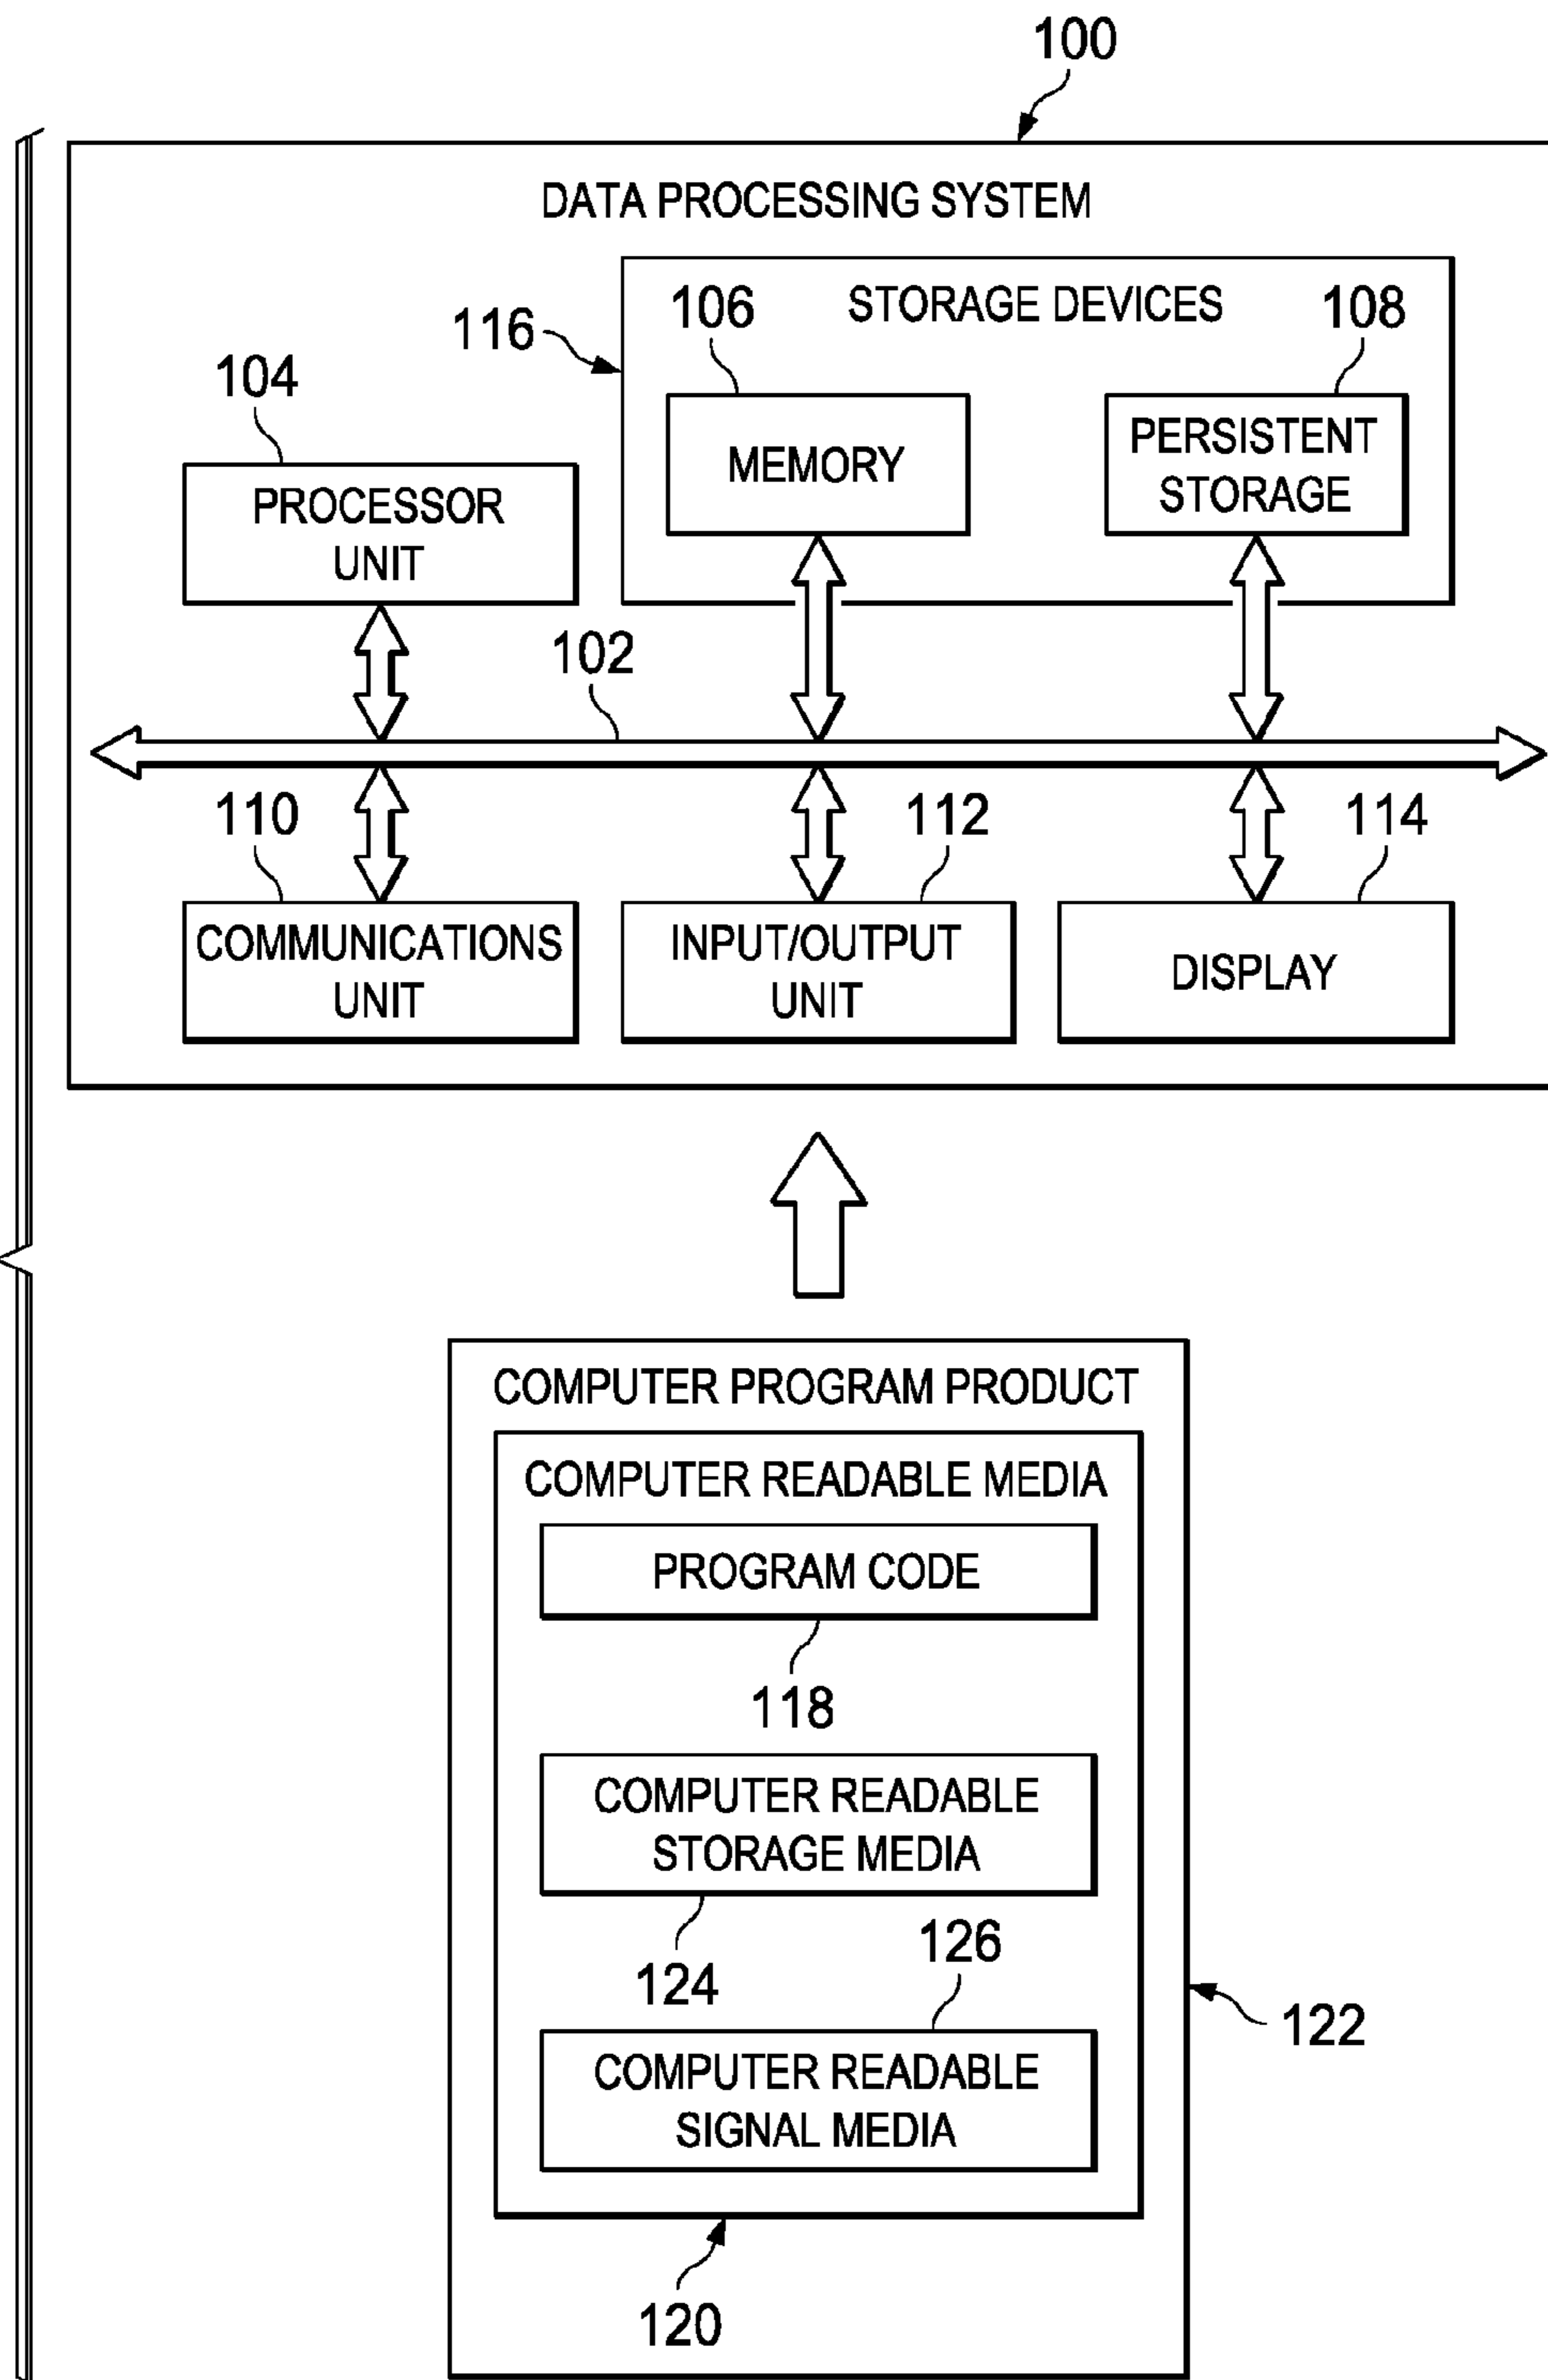 100
DATA PROCESSING SYSTEM
STORAGE DEVICES
116
106
108
104
MEMORY
PERSISTENT
STORAGE
PROCESSOR
UNIT
102
110
112
114
COMMUNICATIONS
UNIT
INPUT/OUTPUT
UNIT
DISPLAY
COMPUTER PROGRAM PRODUCT
COMPUTER READABLE MEDIA
PROGRAM CODE
118
COMPUTER READABLE
STORAGE MEDIA
124
126
122
COMPUTER READABLE
SIGNAL MEDIA
120